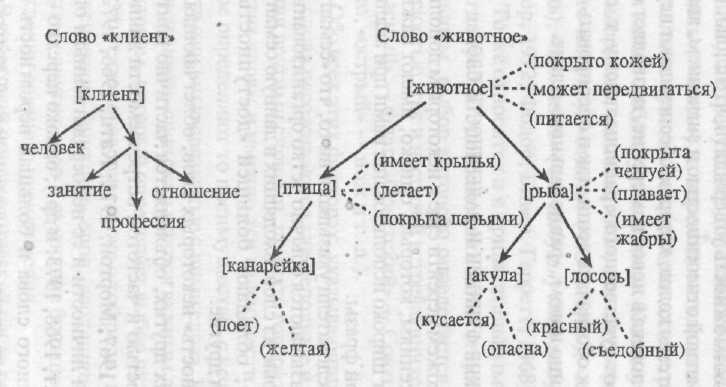 Слово «клиент»
[клиент]
человек
занятие
отношение
профессия
Слово «животное»
[животное]
(покрыто кожей)
(может передвигаться)
(питается)
[птица]
(имеет крылья)
(летает)
(покрыта перьями)
[рыба]
(покрыта
чешуей)
(плавает)
(имеет
жабры)
[канарейка]
(поет)
(желтая)
[акула]
(кусается)
(опасна)
[лосось]
(красный)
(съедобный)